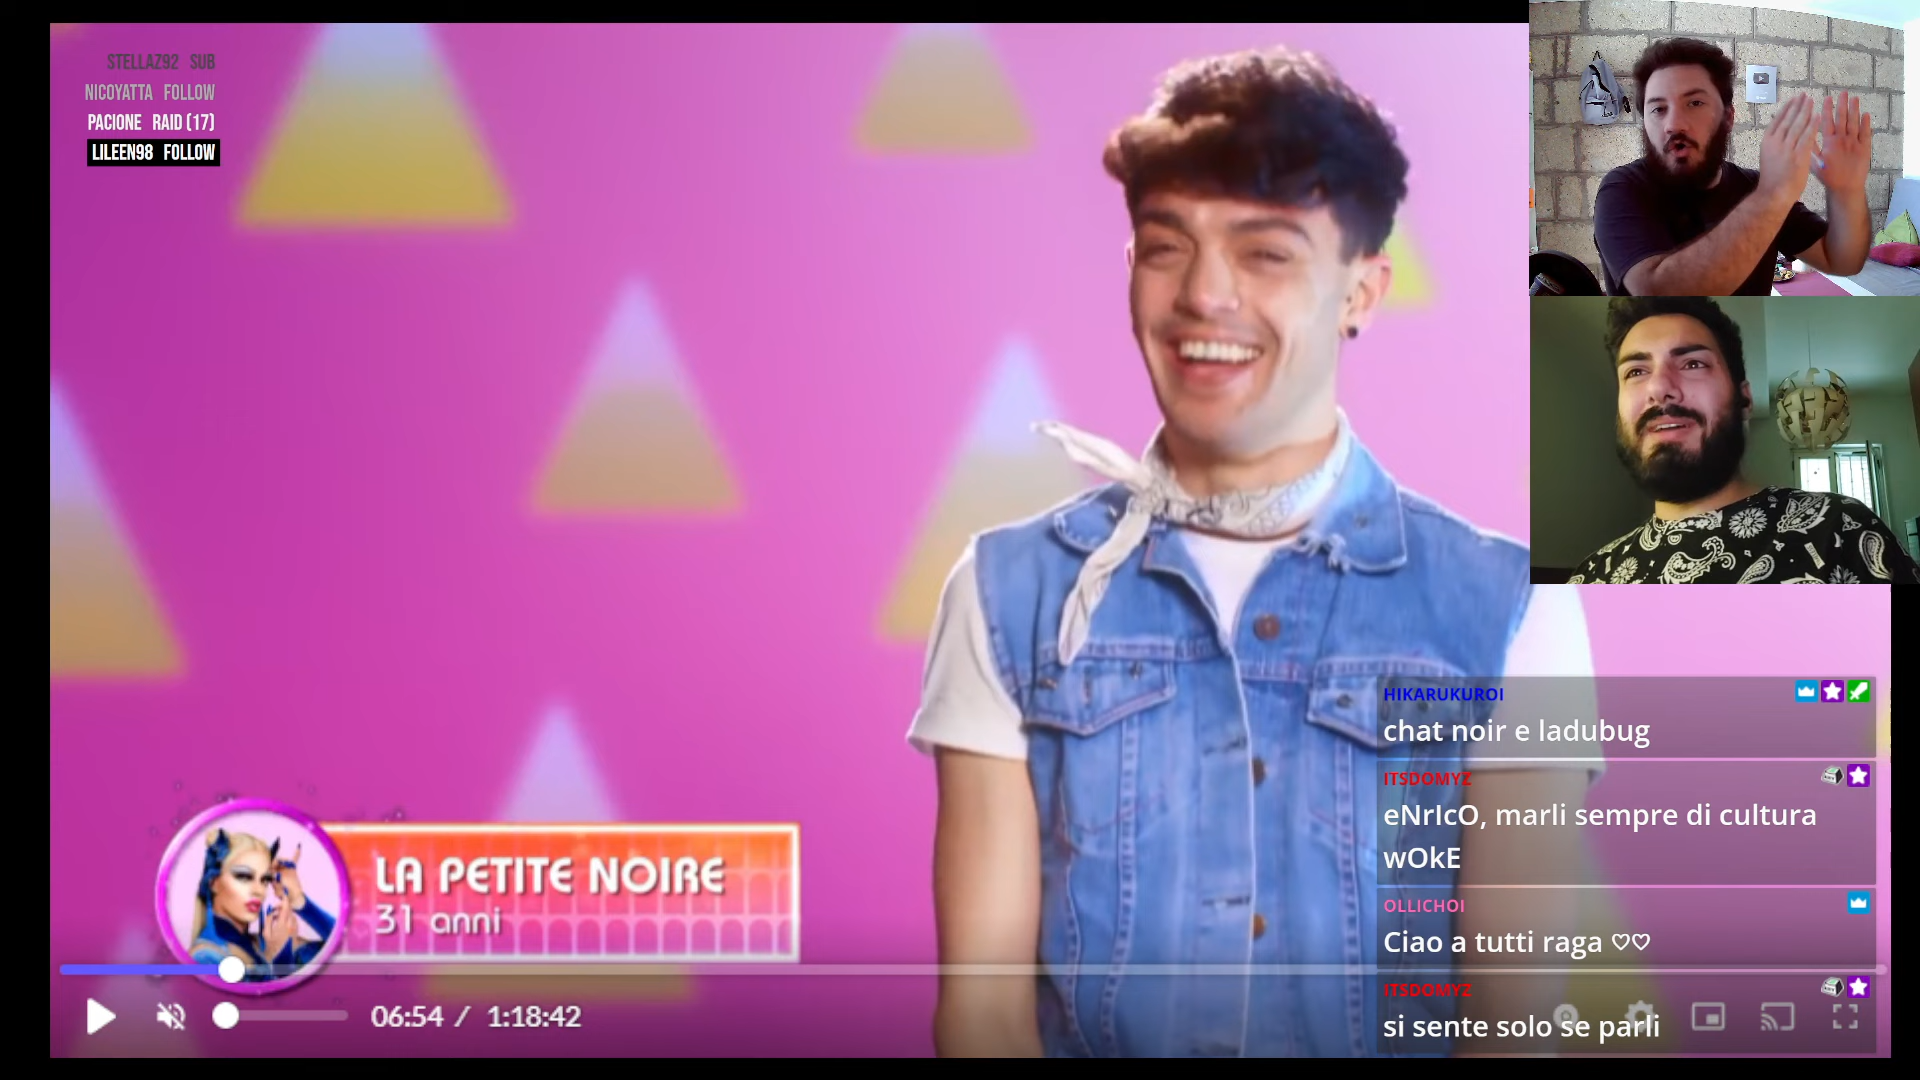 STELLAZ92 SUB
NICOYATTA FOLLOW
PACIONE RAID (17)
LILEEN98 FOLLOW
LA PETITE NOIRE
31 anni
06:54 / 1:18:42
HIKARUKUROI
chat noir e ladubug
ITSDOMYZ
eNrIcO, marli sempre di cultura
wOkE
OLLICHOI
Ciao a tutti raga ♡♡
ITSDOMYZ
si sente solo se parli